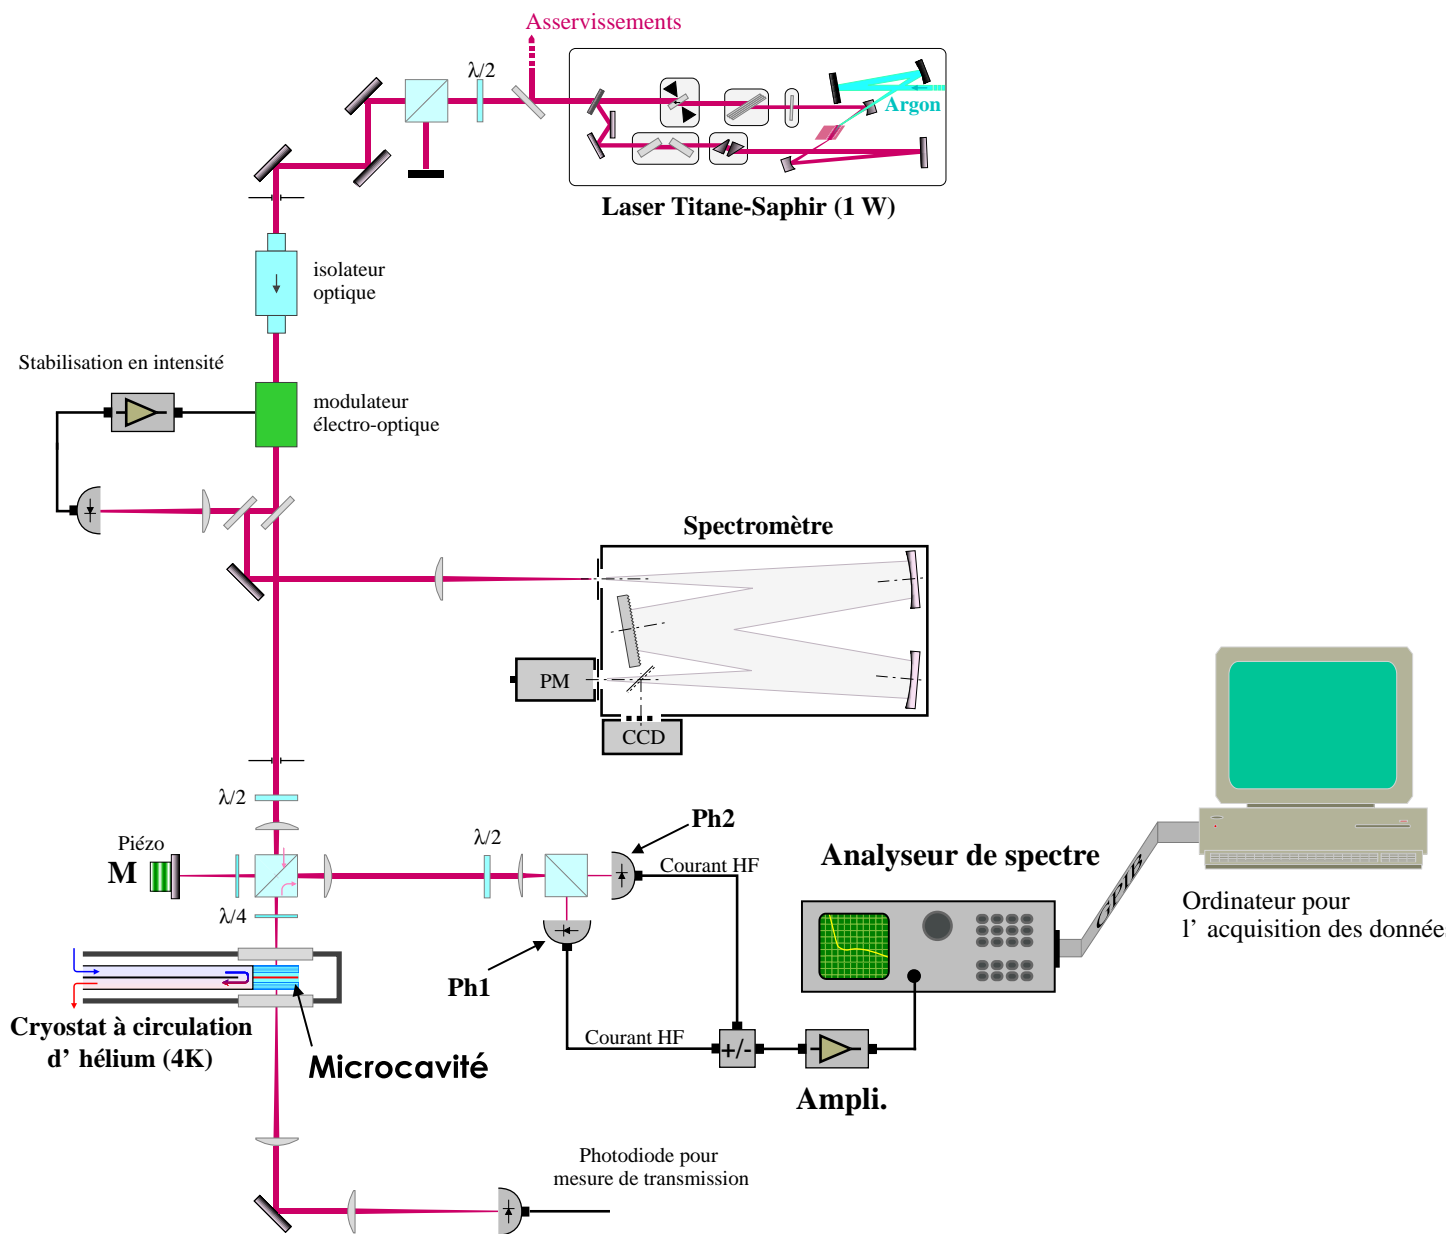 Asservissements
λ/2
Argon
Laser Titane-Saphir (1 W)
isolateur
optique
Stabilisation en intensité
modulateur
électro-optique
Spectromètre
PM
CCD
λ/2
Piézo
M
λ/2
Ph2
Courant HF
Analyseur de spectre
GPIB
Ordinateur pour
l’ acquisition des donnée
λ/4
Ph1
Cryostat à circulation
d’ hélium (4K)
Microcavité
Courant HF
+/-
Ampli.
Photodiode pour
mesure de transmission